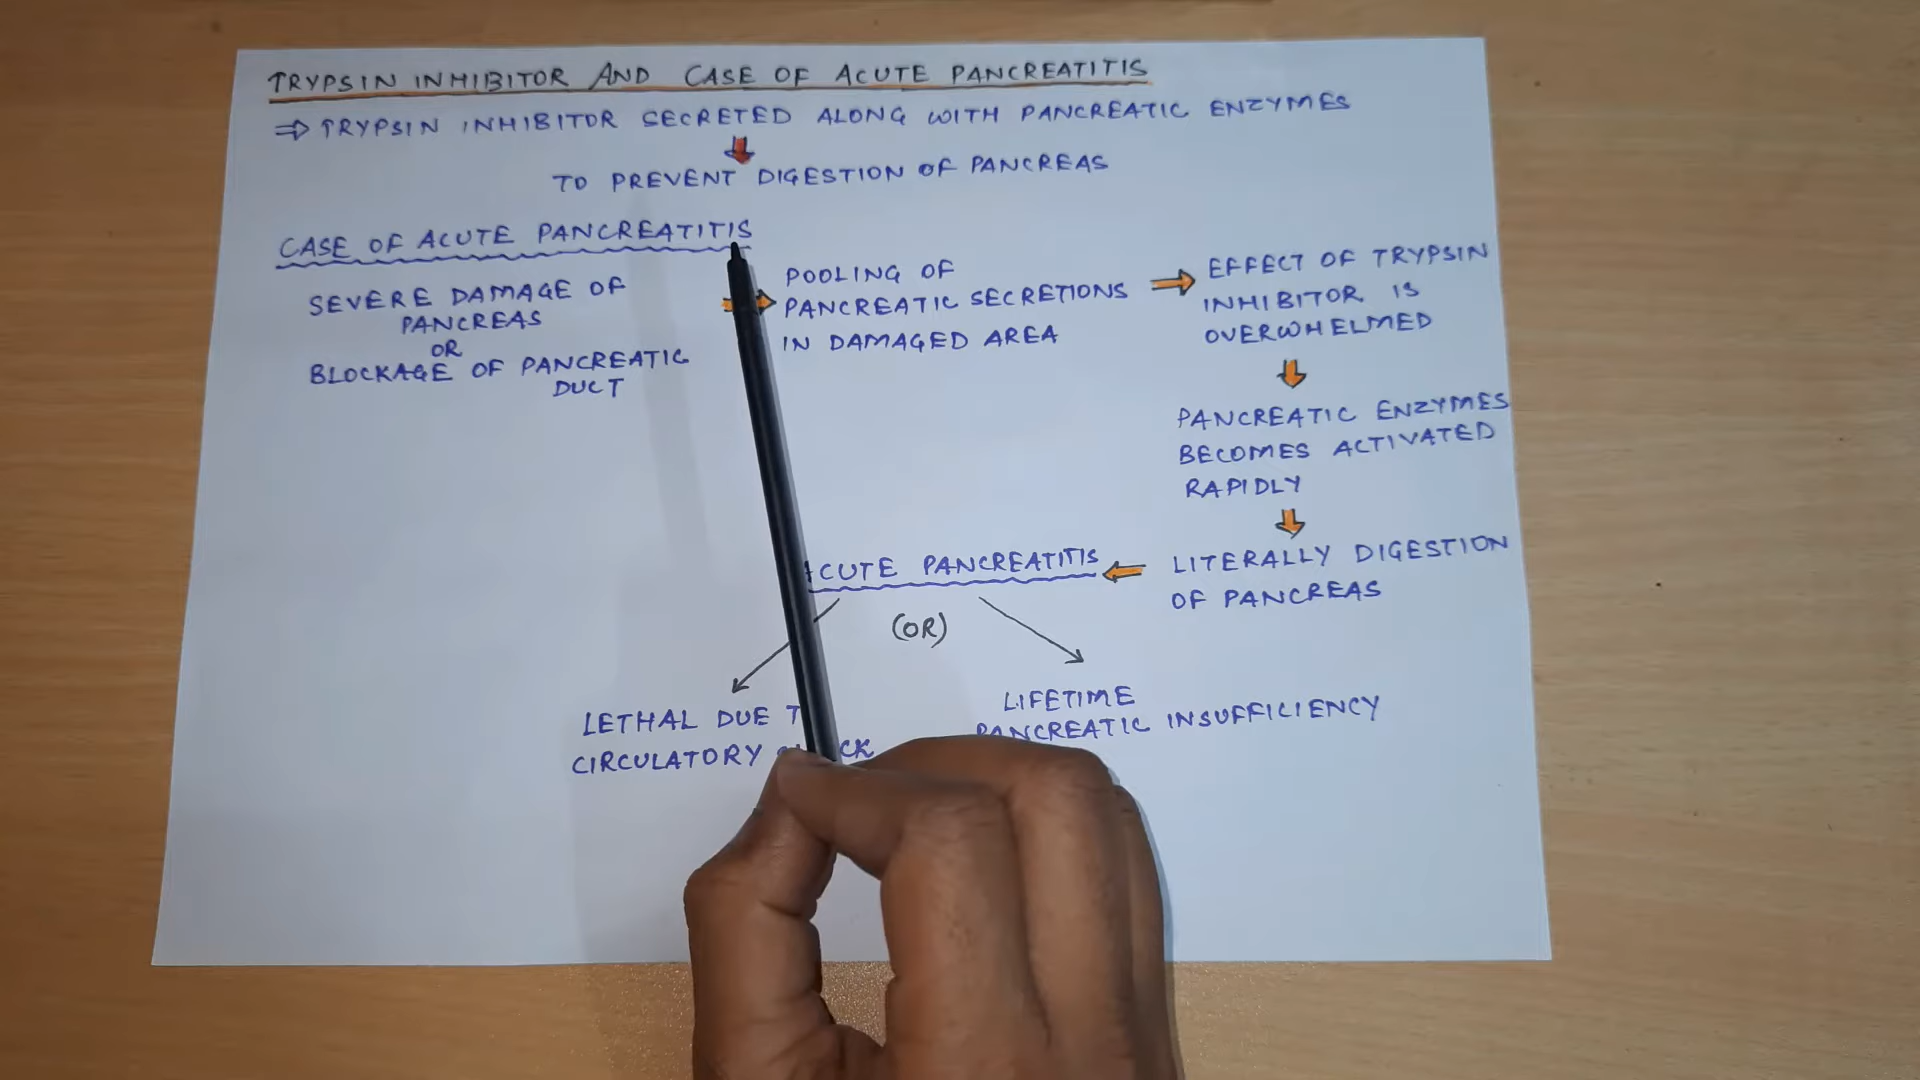 TRYPSIN INHIBITOR AND CASE OF ACUTE PANCREATITIS
⇒ TRYPSIN INHIBITOR SECRETED ALONG WITH PANCREATIC ENZYMES
TO PREVENT DIGESTION OF PANCREAS
CASE OF ACUTE PANCREATITIS
SEVERE DAMAGE OF
PANCREAS
OR
BLOCKAGE OF PANCREATIC
DUCT
POOLING OF
PANCREATIC SECRETIONS
IN DAMAGED AREA
EFFECT OF TRYPSIN
INHIBITOR IS
OVERWHELMED
PANCREATIC ENZYMES
BECOMES ACTIVATED
RAPIDLY
LITERALLY DIGESTION
OF PANCREAS
ACUTE PANCREATITIS
(OR)
LETHAL DUE
CIRCULATORY
LIFETIME
PANCREATIC INSUFFICIENCY